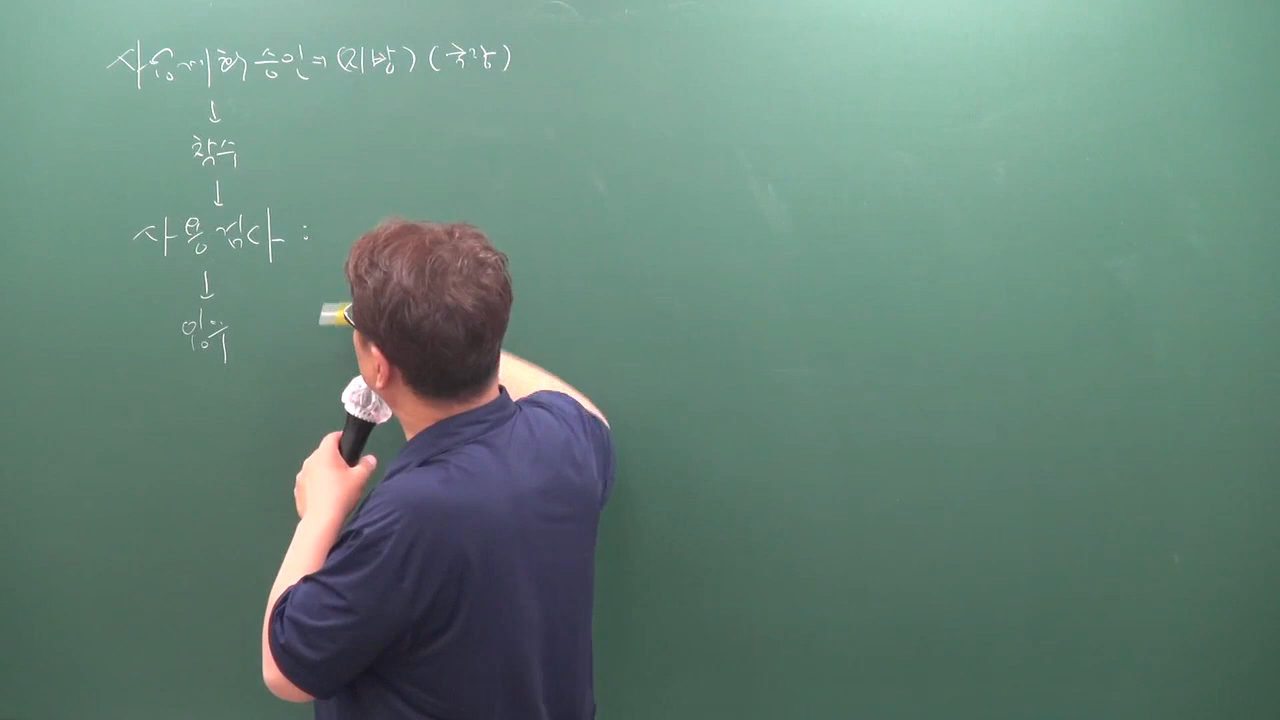 사업계획승인 ⇒ (지방) (국장)
↓
착수
↓
사용검사 :
↓
입주